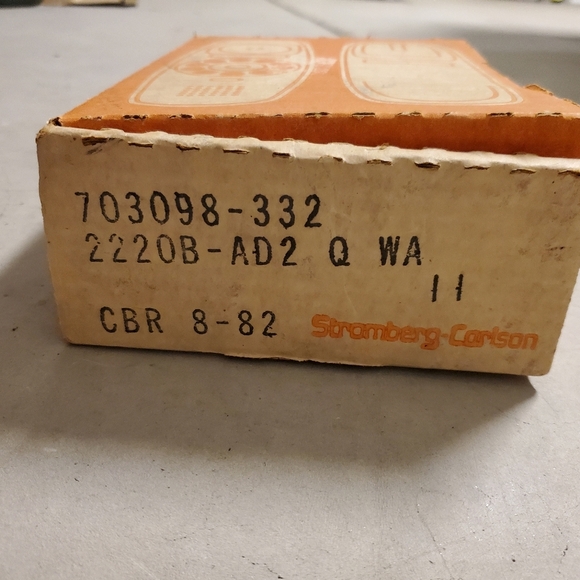 703098-332
2220B-AD2 Q WA
11
CBR 8-82 Stromberg-Carlson